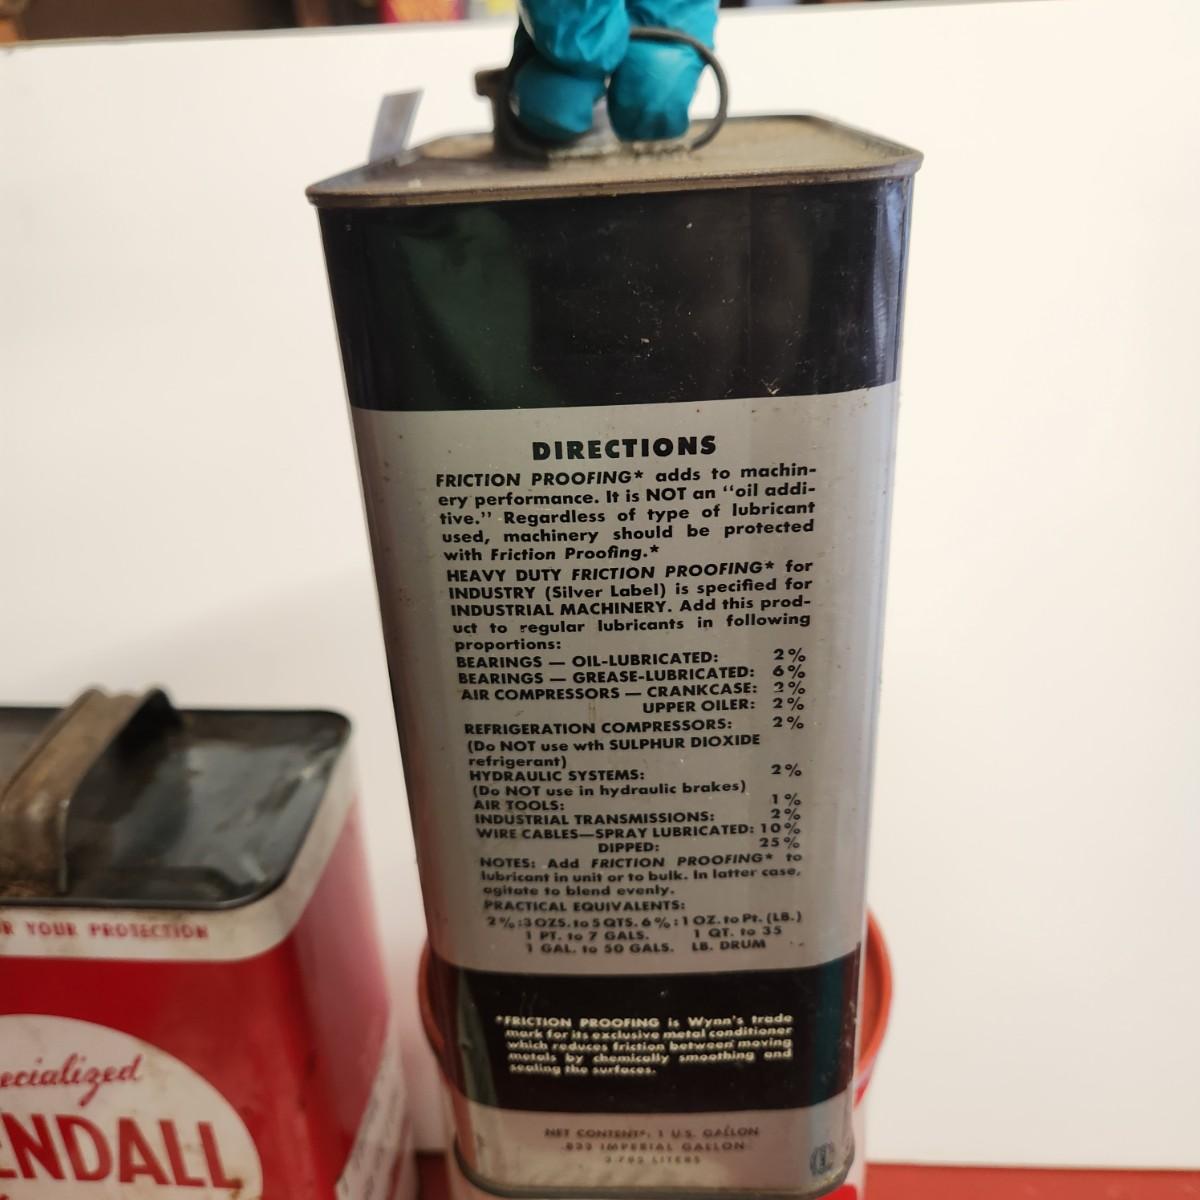 DIRECTIONS
FRICTION PROOFING* adds to machin-
ery performance. It is NOT an "oil addi-
tive." Regardless of type of lubricant
used, machinery should be protected
with Friction Proofing.*
HEAVY DUTY FRICTION PROOFING* for
INDUSTRY (Silver Label) is specified for
INDUSTRIAL MACHINERY. Add this prod-
uct to regular lubricants in following
proportions:
BEARINGS — OIL-LUBRICATED: 2%
BEARINGS — GREASE-LUBRICATED: 6%
AIR COMPRESSORS — CRANKCASE: 2%
UPPER OILER: 2%
REFRIGERATION COMPRESSORS: 2%
(Do NOT use wth SULPHUR DIOXIDE
refrigerant)
HYDRAULIC SYSTEMS: 2%
(Do NOT use in hydraulic brakes)
AIR TOOLS: 1%
INDUSTRIAL TRANSMISSIONS: 2%
WIRE CABLES—SPRAY LUBRICATED: 10%
DIPPED: 25%
NOTES: Add FRICTION PROOFING* to
lubricant in unit or to bulk. In latter case,
agitate to blend evenly.
PRACTICAL EQUIVALENTS:
2%:3 OZS. to 5 QTS. 6%:1 OZ. to Pt. (LB.)
1 PT. to 7 GALS. 1 QT. to 35
1 GAL. to 50 GALS. LB. DRUM
*FRICTION PROOFING is Wynn's trade
mark for its exclusive metal conditioner
which reduces friction between moving
metals by chemically smoothing and
sealing the surfaces.
NET CONTENTS: 1 U.S. GALLON
.833 IMPERIAL GALLON
3.785 LITERS
R YOUR PROTECTION
ecialized
ENDALL